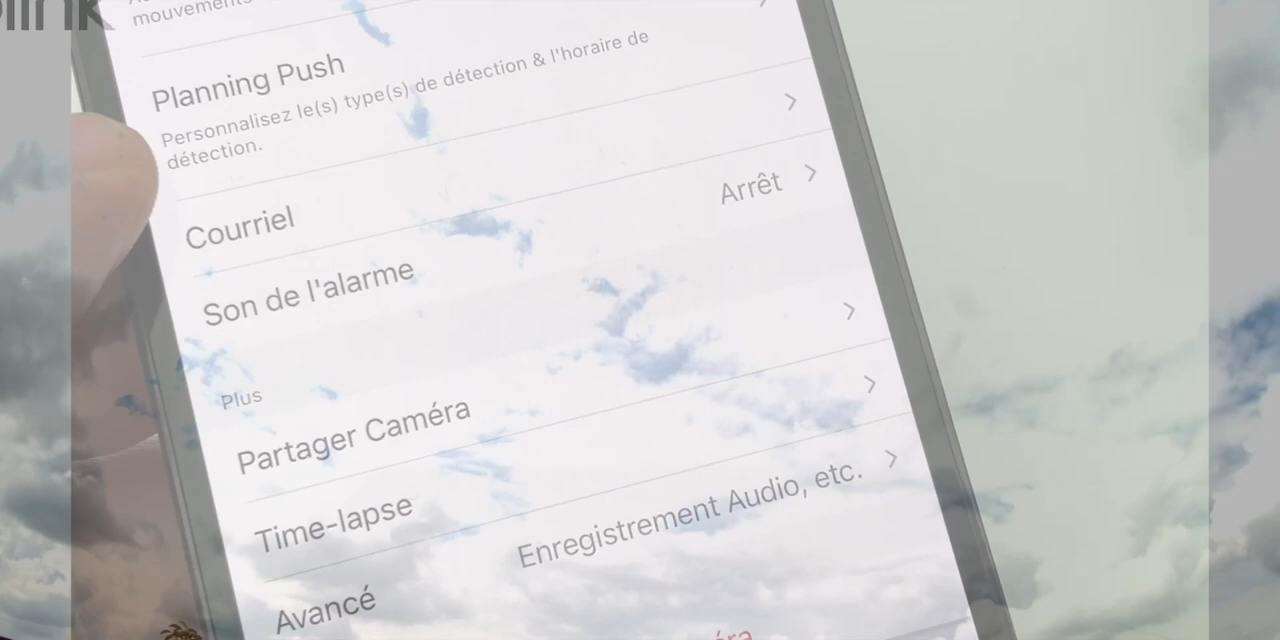 mouvements
Planning Push
Personnalisez le(s) type(s) de détection & l'horaire de
détection.
Courriel
Son de l'alarme
Arrêt
Plus
Partager Caméra
Time-lapse
Avancé
Enregistrement Audio, etc.